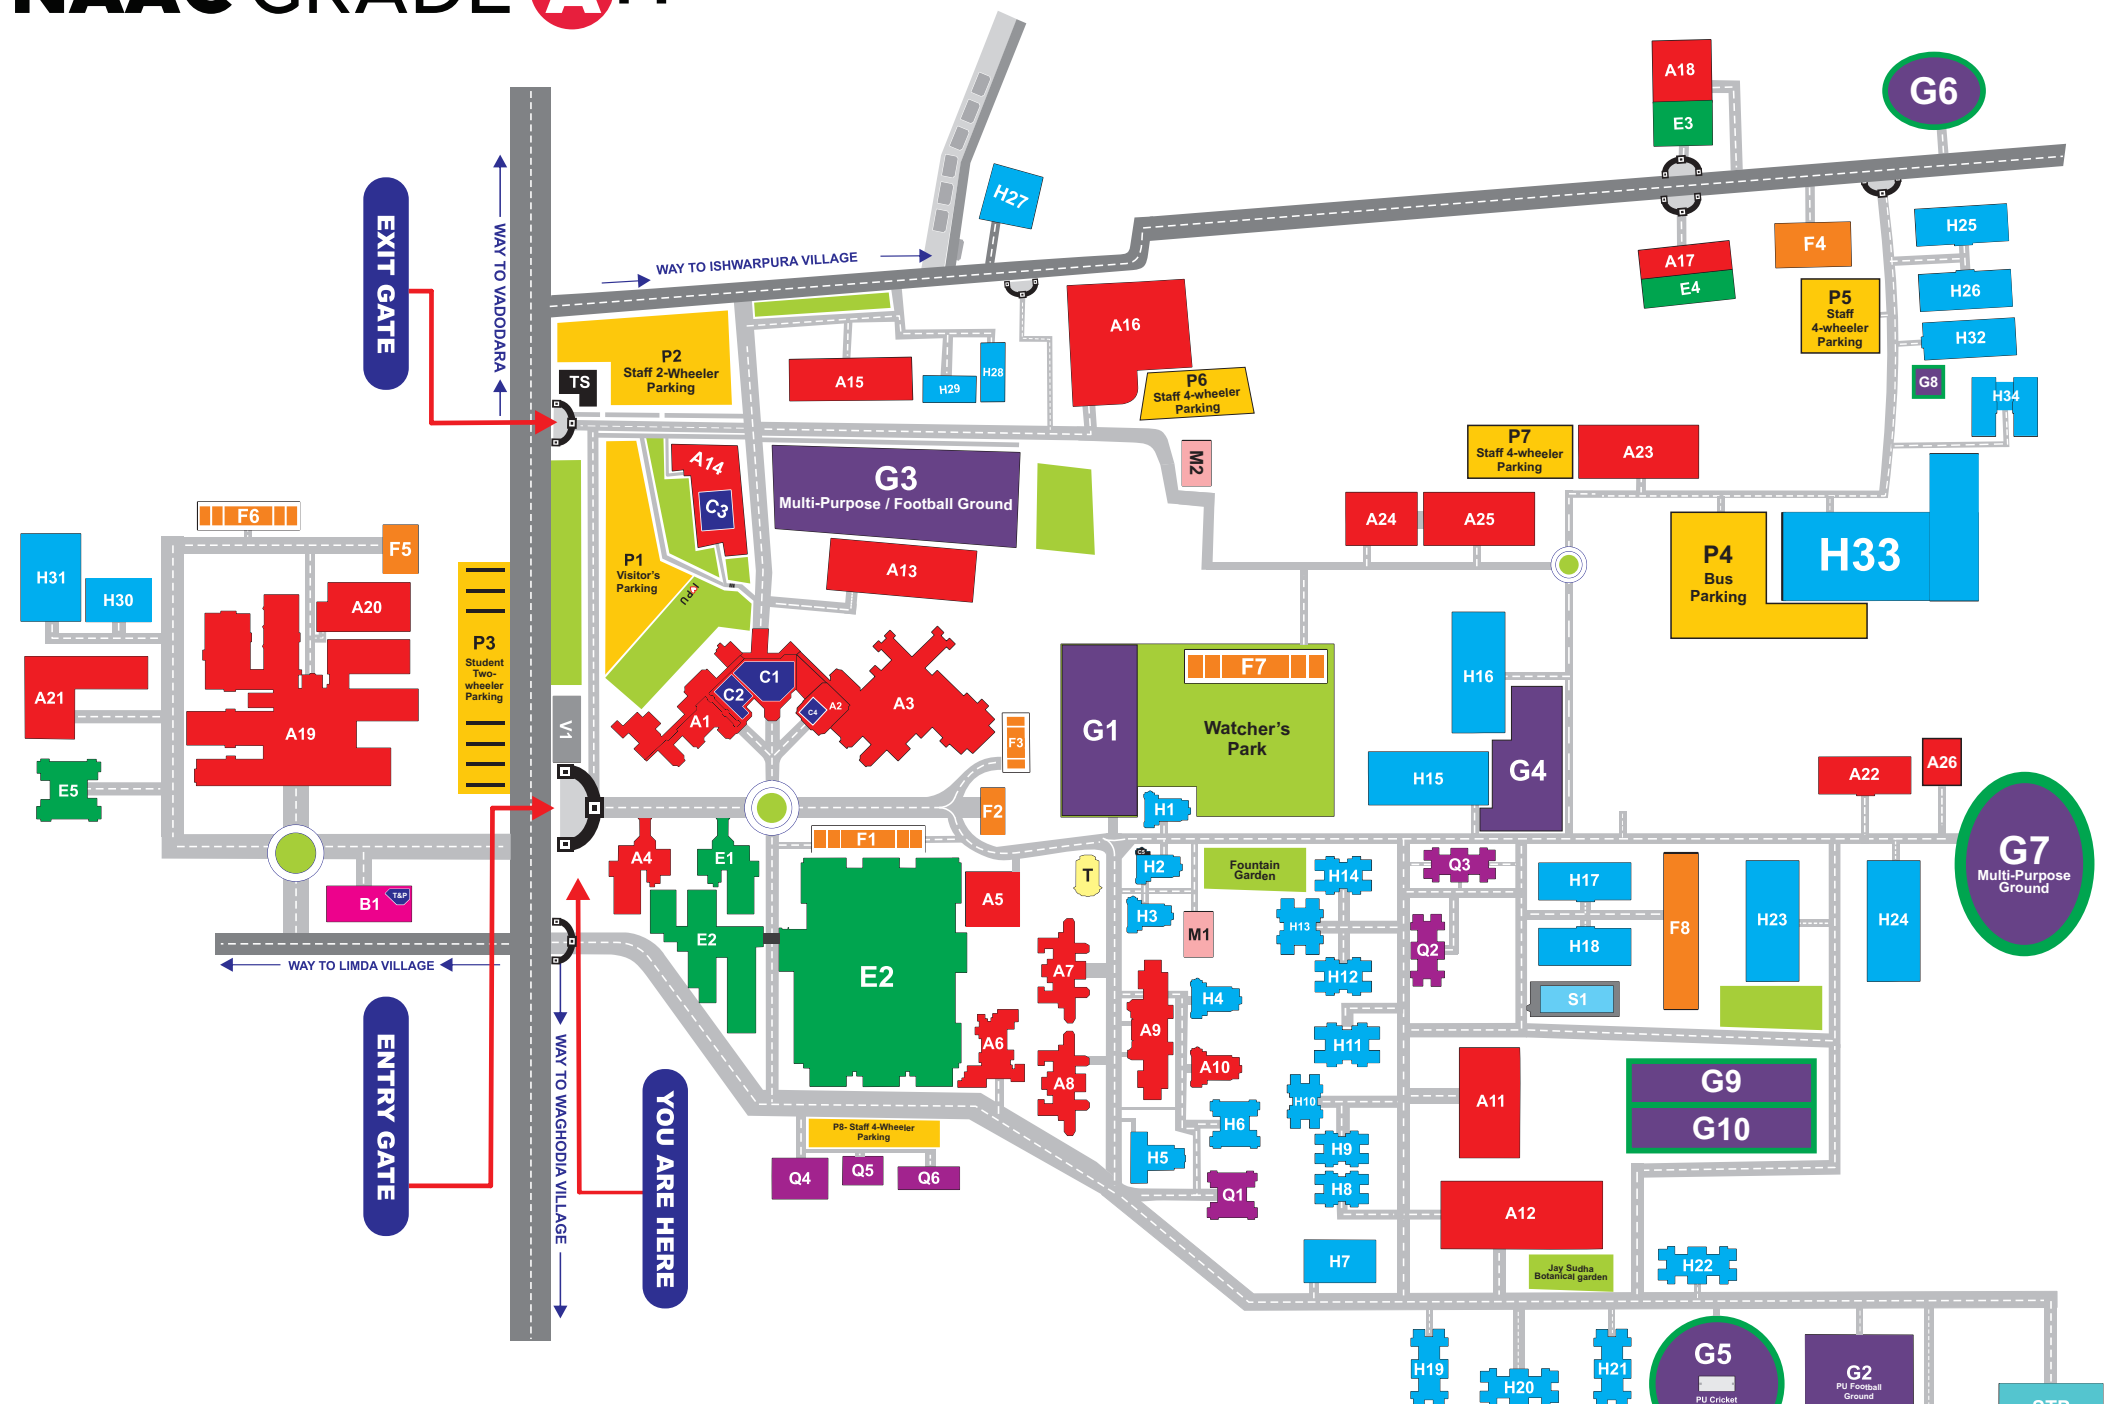 NAAC GRADE A++
EXIT GATE
WAY TO VADODARA
WAY TO ISHWARPURA VILLAGE
H27
A18
E3
G6
A17
E4
F4
H25
P5
Staff
4-wheeler
Parking
H26
H32
G8
H34
P2
Staff 2-Wheeler
Parking
TS
A15
H29
H28
A16
P6
Staff 4-wheeler
Parking
M2
A14
C3
G3
Multi-Purpose / Football Ground
A13
P7
Staff 4-wheeler
Parking
A23
A24
A25
P4
Bus
Parking
H33
F6
F5
H31
H30
A20
A21
A19
E5
P3
Student
Two-
wheeler
Parking
P1
Visitor's
Parking
PU
V1
C1
C2
C4
A1
A2
A3
F3
F2
G1
F7
Watcher's
Park
H16
H15
G4
A22
A26
G7
Multi-Purpose
Ground
H1
F1
A4
E1
E2
E2
A5
T
H2
H3
Fountain
Garden
M1
H14
H13
H12
Q3
Q2
H17
H18
S1
F8
H23
H24
B1
T&P
WAY TO LIMDA VILLAGE
ENTRY GATE
WAY TO WAGHODIA VILLAGE
YOU ARE HERE
A7
A6
A8
A9
H4
A10
H6
H5
Q1
H11
H10
H9
H8
A11
G9
G10
P8- Staff 4-Wheeler
Parking
Q4
Q5
Q6
A12
H7
Jay Sudha
Botanical garden
H22
H19
H20
H21
G5
PU Cricket
G2
PU Football
Ground